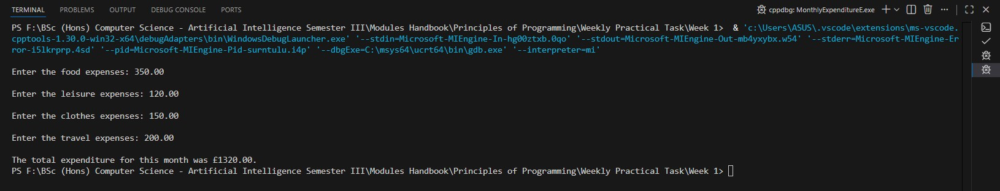 TERMINAL PROBLEMS OUTPUT DEBUG CONSOLE PORTS cppdbg: MonthlyExpenditureE.exe
PS F:\BSc (Hons) Computer Science - Artificial Intelligence Semester III\Modules Handbook\Principles of Programming\Weekly Practical Task\Week 1>  & 'c:\Users\ASUS\.vscode\extensions\ms-vscode.
cpptools-1.30.0-win32-x64\debugAdapters\bin\WindowsDebugLauncher.exe' '--stdin=Microsoft-MIEngine-In-hg00ztxb.0qo' '--stdout=Microsoft-MIEngine-Out-mb4yxybx.w54' '--stderr=Microsoft-MIEngine-Er
ror-i5lkrprp.4sd' '--pid=Microsoft-MIEngine-Pid-surntulu.i4p' '--dbgExe=C:\msys64\ucrt64\bin\gdb.exe' '--interpreter=mi'
Enter the food expenses: 350.00
Enter the leisure expenses: 120.00
Enter the clothes expenses: 150.00
Enter the travel expenses: 200.00
The total expenditure for this month was £1320.00.
PS F:\BSc (Hons) Computer Science - Artificial Intelligence Semester III\Modules Handbook\Principles of Programming\Weekly Practical Task\Week 1>